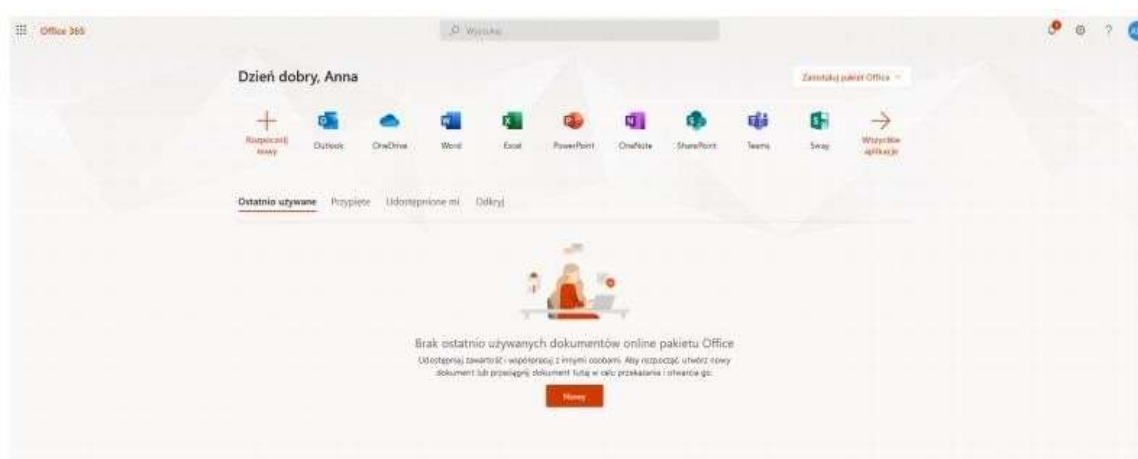 Office 365
Wyszukaj
Dzień dobry, Anna
Zainstaluj pakiet Office
Rozpocznij
nowy
Outlook
OneDrive
Word
Excel
PowerPoint
OneNote
SharePoint
Teams
Sway
Wszystkie
aplikacje
Ostatnio używane Przypięte Udostępnione mi Odkryj
Brak ostatnio używanych dokumentów online pakietu Office
Udostępniaj zawartość i współpracuj z innymi osobami. Aby rozpocząć, utwórz nowy
dokument lub przeciągnij dokument tutaj w celu przekazania i otwarcia go.
Nowy